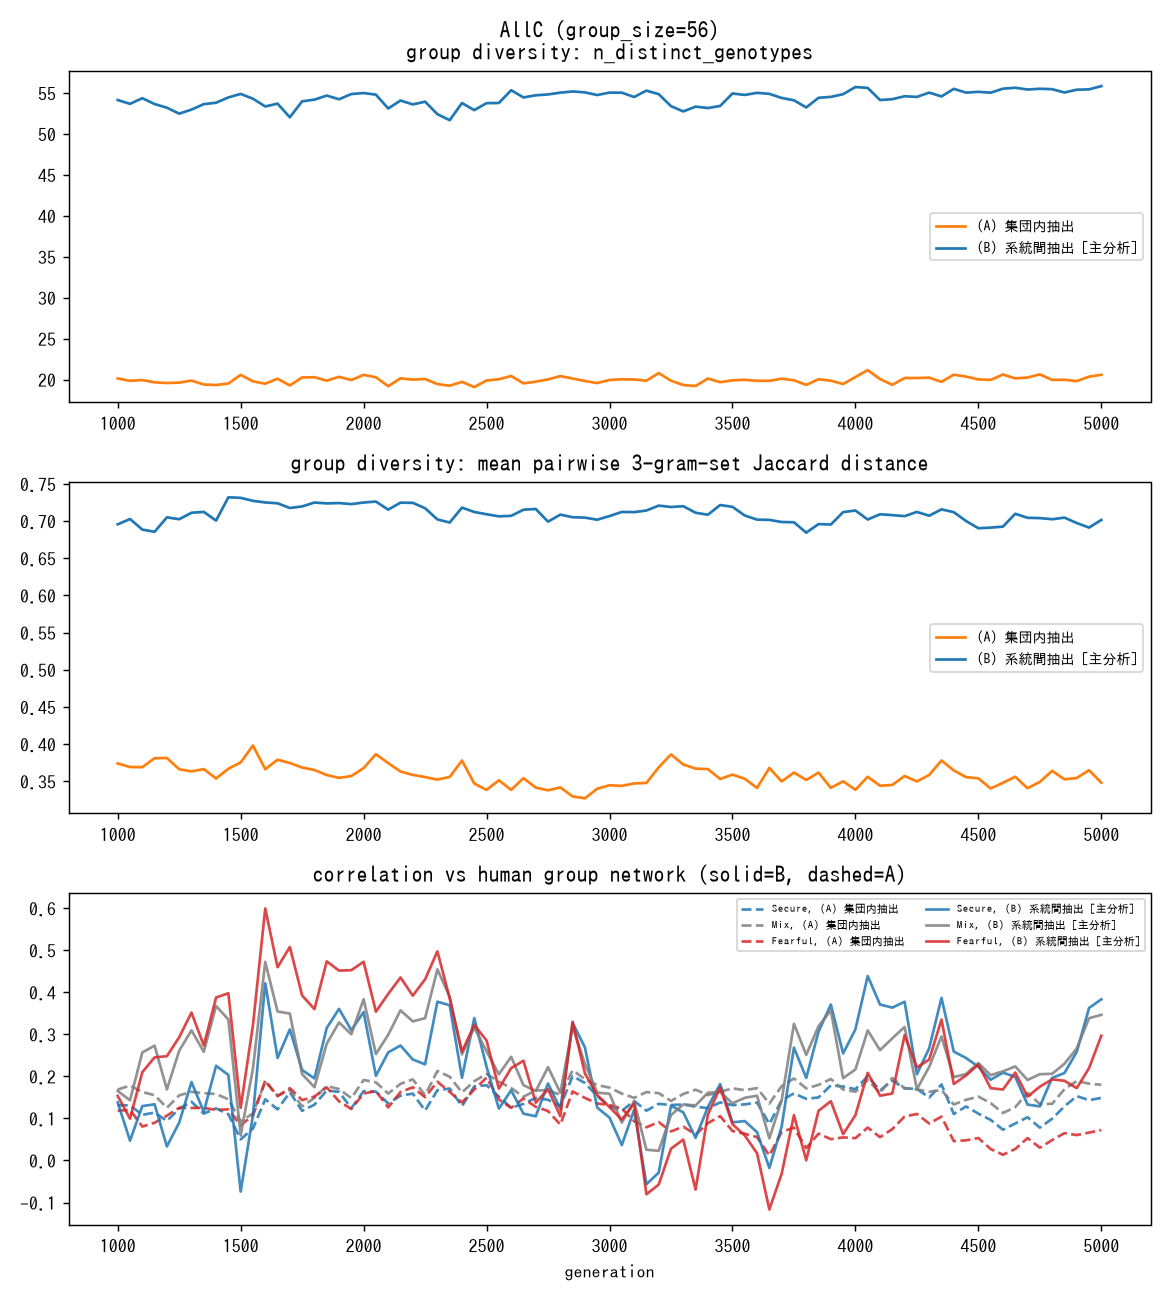 AllC (group_size=56)
group diversity: n_distinct_genotypes
55
50
45
40
35
30
25
20
(A) 集団内抽出
(B) 系統間抽出 [主分析]
1000 1500 2000 2500 3000 3500 4000 4500 5000
group diversity: mean pairwise 3-gram-set Jaccard distance
0.75
0.70
0.65
0.60
0.55
0.50
0.45
0.40
0.35
(A) 集団内抽出
(B) 系統間抽出 [主分析]
1000 1500 2000 2500 3000 3500 4000 4500 5000
correlation vs human group network (solid=B, dashed=A)
0.6
0.5
0.4
0.3
0.2
0.1
0.0
-0.1
Secure, (A) 集団内抽出
Mix, (A) 集団内抽出
Fearful, (A) 集団内抽出
Secure, (B) 系統間抽出 [主分析]
Mix, (B) 系統間抽出 [主分析]
Fearful, (B) 系統間抽出 [主分析]
1000 1500 2000 2500 3000 3500 4000 4500 5000
generation